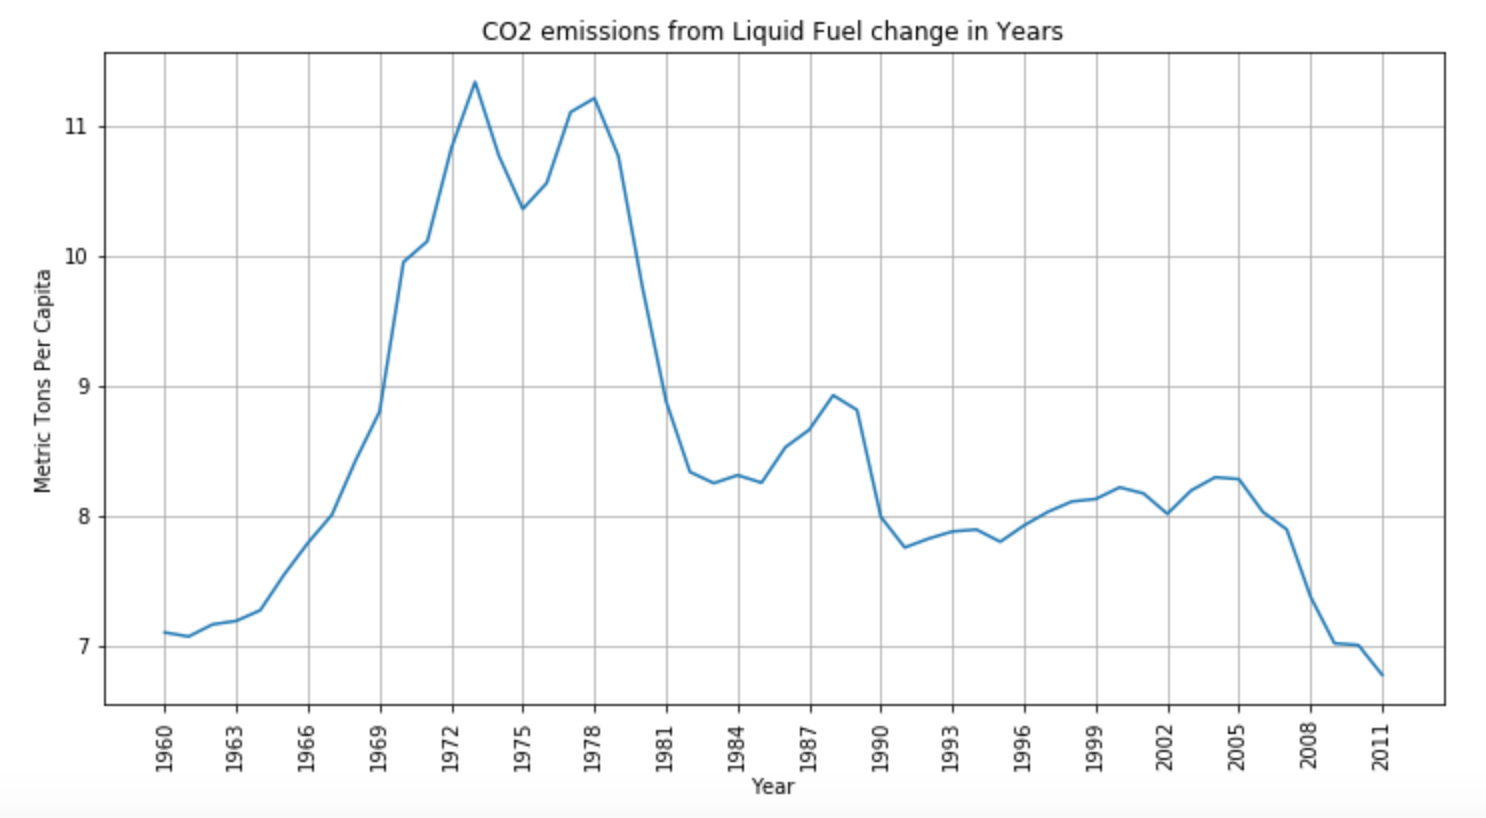 CO2 emissions from Liquid Fuel change in Years
Metric Tons Per Capita
11
10
9
8
7
1960 1963 1966 1969 1972 1975 1978 1981 1984 1987 1990 1993 1996 1999 2002 2005 2008 2011
Year